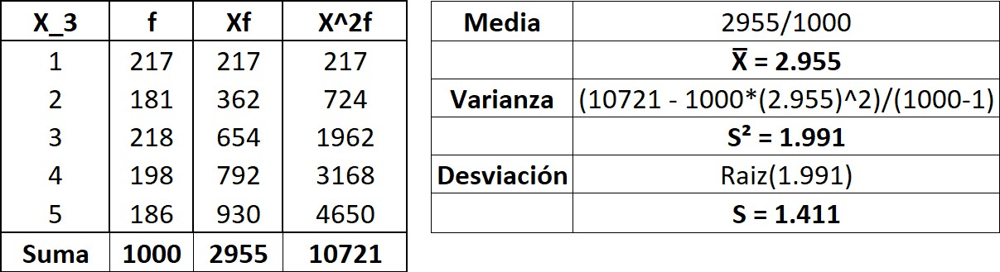 X_3 f Xf X^2f
1 217 217 217
2 181 362 724
3 218 654 1962
4 198 792 3168
5 186 930 4650
Suma 1000 2955 10721
Media 2955/1000
X̅ = 2.955
Varianza (10721 - 1000*(2.955)^2)/(1000-1)
S² = 1.991
Desviación Raiz(1.991)
S = 1.411